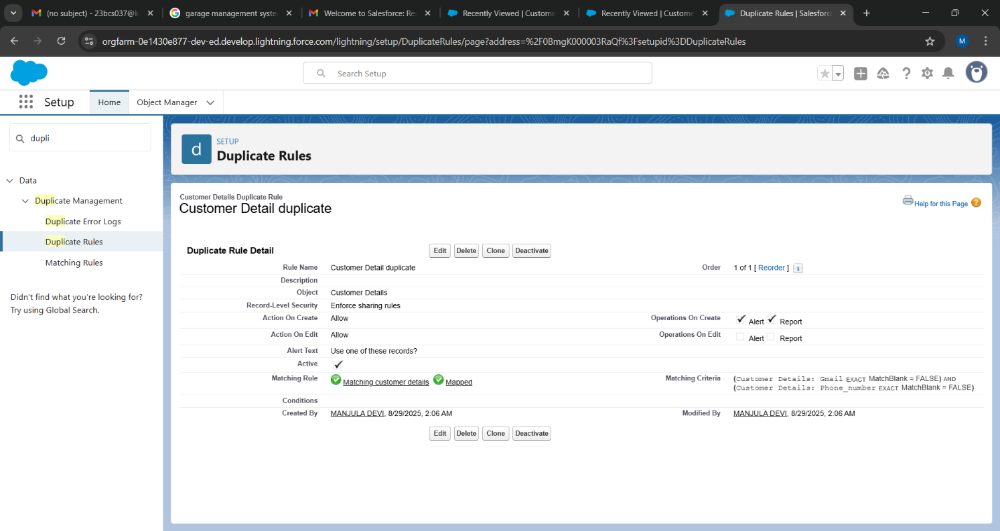 (no subject) - 23bcs037@k
garage management syste
Welcome to Salesforce: Re
Recently Viewed | Custome
Recently Viewed | Custome
Duplicate Rules | Salesforc
orgfarm-0e1430e877-dev-ed.develop.lightning.force.com/lightning/setup/DuplicateRules/page?address=%2F0BmgK000003RaQf%3Fsetupid%3DDuplicateRules
M
Search Setup
Setup
Home
Object Manager
dupli
Data
Duplicate Management
Duplicate Error Logs
Duplicate Rules
Matching Rules
Didn't find what you're looking for?
Try using Global Search.
d
SETUP
Duplicate Rules
Customer Details Duplicate Rule
Customer Detail duplicate
Help for this Page
Duplicate Rule Detail
Edit Delete Clone Deactivate
Rule Name Customer Detail duplicate Order 1 of 1 [ Reorder ] i
Description
Object Customer Details
Record-Level Security Enforce sharing rules
Action On Create Allow Operations On Create Alert Report
Action On Edit Allow Operations On Edit Alert Report
Alert Text Use one of these records?
Active
Matching Rule Matching customer details Mapped Matching Criteria (Customer Details: Gmail EXACT MatchBlank = FALSE) AND
(Customer Details: Phone_number EXACT MatchBlank = FALSE)
Conditions
Created By MANJULA DEVI, 8/29/2025, 2:06 AM Modified By MANJULA DEVI, 8/29/2025, 2:06 AM
Edit Delete Clone Deactivate